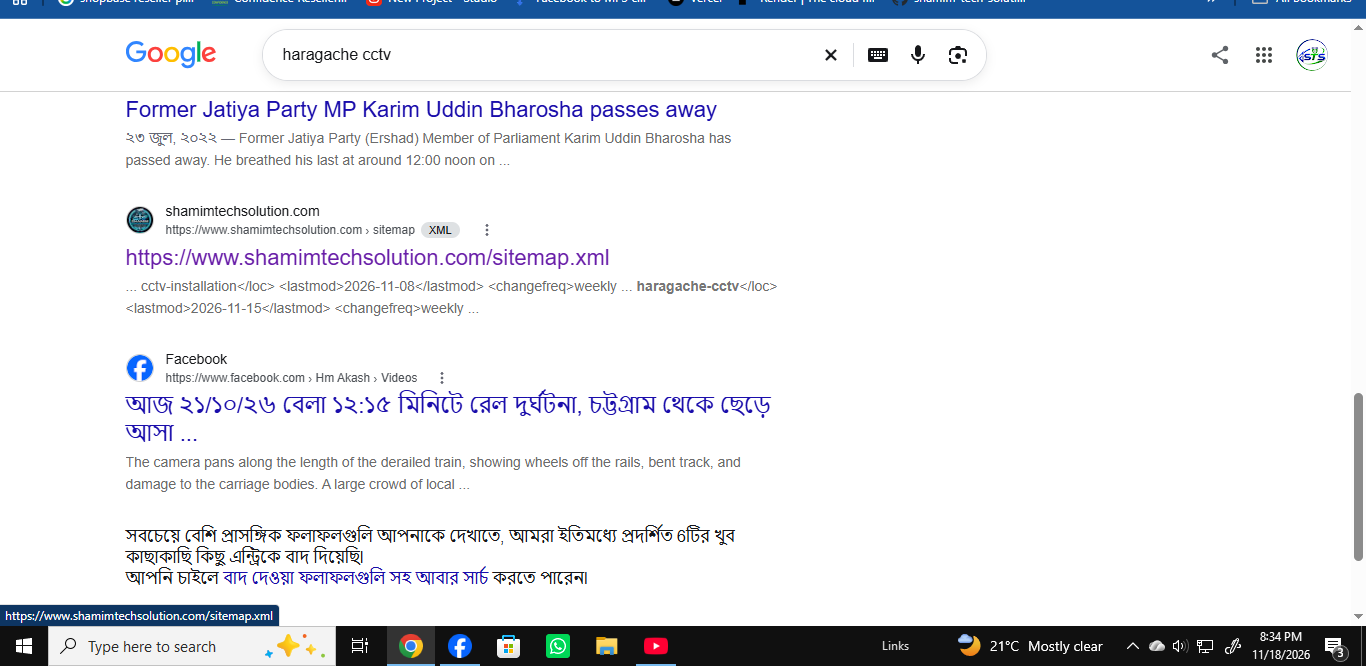 Google
haragache cctv
Former Jatiya Party MP Karim Uddin Bharosha passes away
২৩ জুল, ২০২২ — Former Jatiya Party (Ershad) Member of Parliament Karim Uddin Bharosha has
passed away. He breathed his last at around 12:00 noon on ...
shamimtechsolution.com
https://www.shamimtechsolution.com › sitemap XML
https://www.shamimtechsolution.com/sitemap.xml
... cctv-installation</loc> <lastmod>2026-11-08</lastmod> <changefreq>weekly ... haragache-cctv</loc>
<lastmod>2026-11-15</lastmod> <changefreq>weekly ...
Facebook
https://www.facebook.com › Hm Akash › Videos
আজ ২১/১০/২৬ বেলা ১২:১৫ মিনিটে রেল দুর্ঘটনা, চট্টগ্রাম থেকে ছেড়ে
আসা ...
The camera pans along the length of the derailed train, showing wheels off the rails, bent track, and
damage to the carriage bodies. A large crowd of local ...
সবচেয়ে বেশি প্রাসঙ্গিক ফলাফলগুলি আপনাকে দেখাতে, আমরা ইতিমধ্যে প্রদর্শিত 6টির খুব
কাছাকাছি কিছু এন্ট্রিকে বাদ দিয়েছি৷
আপনি চাইলে বাদ দেওয়া ফলাফলগুলি সহ আবার সার্চ করতে পারেন৷
https://www.shamimtechsolution.com/sitemap.xml
Type here to search
Links
21°C Mostly clear
8:34 PM
11/18/2026
3
STS